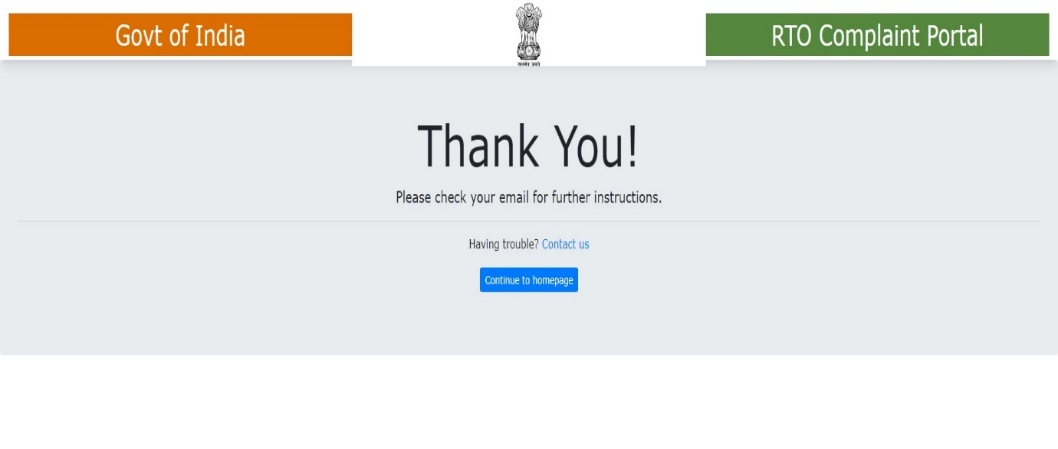 Govt of India
RTO Complaint Portal
Thank You!
Please check your email for further instructions.
Having trouble? Contact us
Continue to homepage